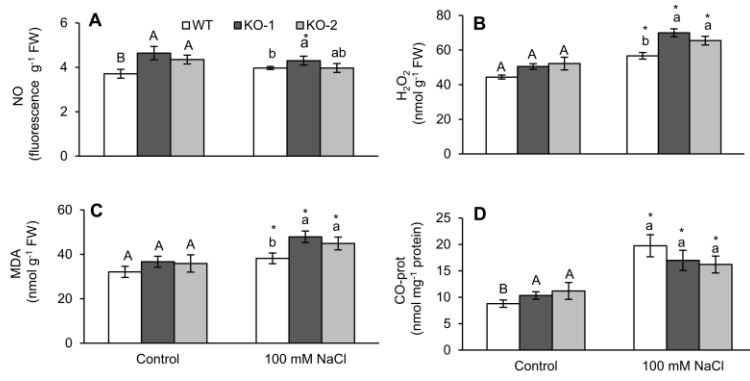 A
WT KO-1 KO-2
NO
(fluorescence g⁻¹ FW)
6
4
2
0
B
A
A
b
*
a
ab
B
H₂O₂
(nmol g⁻¹ FW)
80
60
40
20
0
A
A
A
*
b
*
a
*
a
C
MDA
(nmol g⁻¹ FW)
60
40
20
0
A
A
A
*
b
*
a
*
a
Control
100 mM NaCl
D
CO-prot
(nmol mg⁻¹ protein)
25
20
15
10
5
0
B
A
A
*
a
*
a
*
a
Control
100 mM NaCl